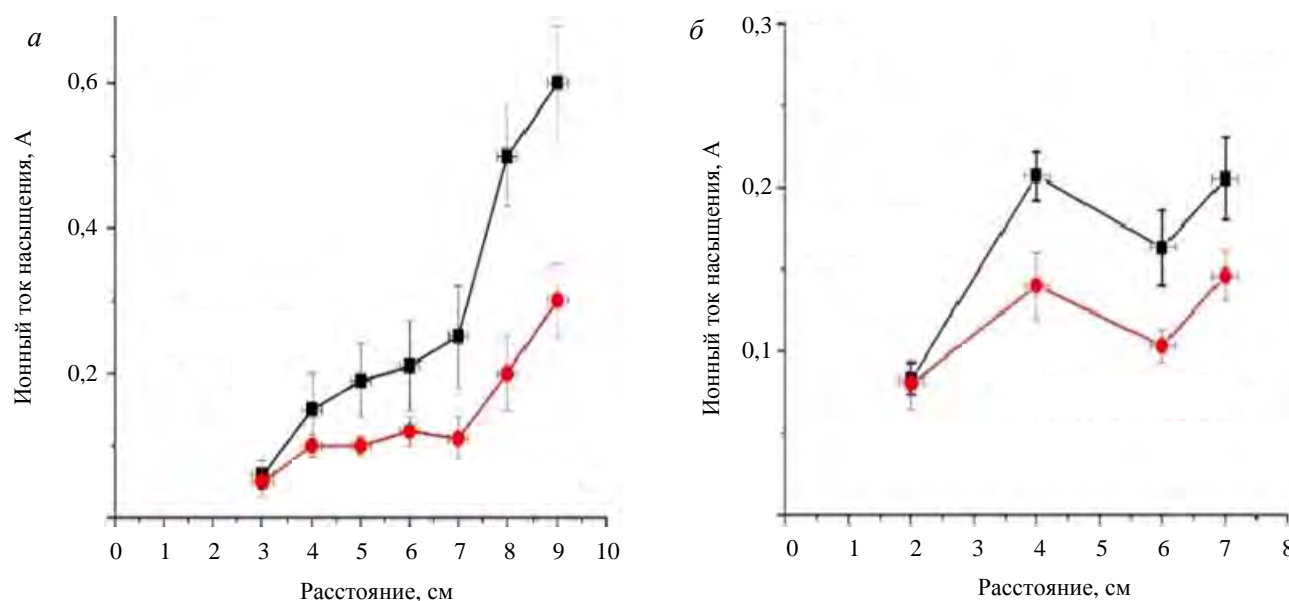 а
Ионный ток насыщения, А
0,6
0,4
0,2
0 1 2 3 4 5 6 7 8 9 10
Расстояние, см
б
Ионный ток насыщения, А
0,3
0,2
0,1
0
0 1 2 4 6 7 8
Расстояние, см